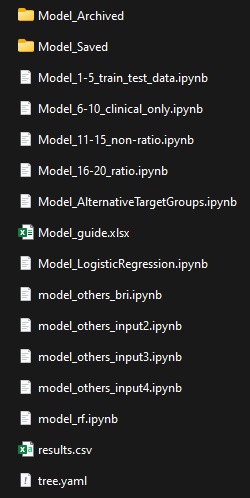 Model_Archived
Model_Saved
Model_1-5_train_test_data.ipynb
Model_6-10_clinical_only.ipynb
Model_11-15_non-ratio.ipynb
Model_16-20_ratio.ipynb
Model_AlternativeTargetGroups.ipynb
Model_guide.xlsx
Model_LogisticRegression.ipynb
model_others_bri.ipynb
model_others_input2.ipynb
model_others_input3.ipynb
model_others_input4.ipynb
model_rf.ipynb
results.csv
tree.yaml